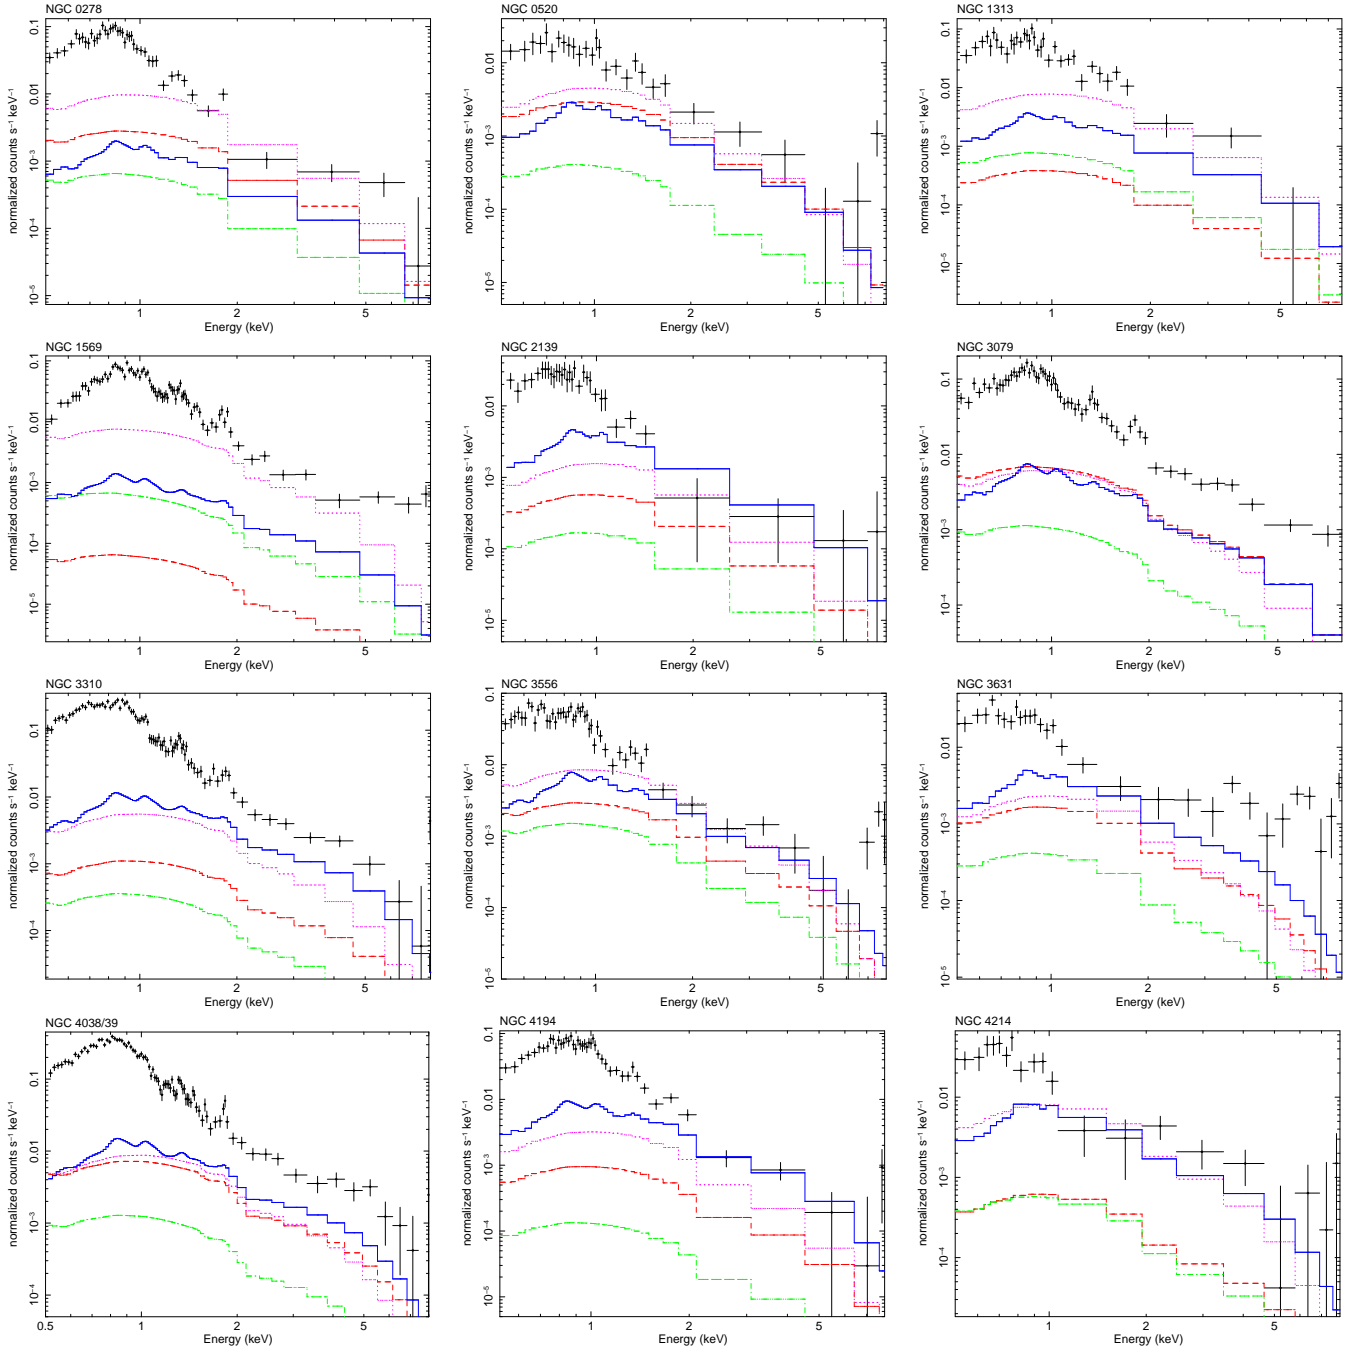 NGC 0278
normalized counts s⁻¹ keV⁻¹
0.1
0.01
10⁻³
10⁻⁴
10⁻⁵
1 2 5
Energy (keV)
NGC 0520
normalized counts s⁻¹ keV⁻¹
0.01
10⁻³
10⁻⁴
10⁻⁵
1 2 5
Energy (keV)
NGC 1313
normalized counts s⁻¹ keV⁻¹
0.1
0.01
10⁻³
10⁻⁴
10⁻⁵
1 2 5
Energy (keV)
NGC 1569
normalized counts s⁻¹ keV⁻¹
0.1
0.01
10⁻³
10⁻⁴
10⁻⁵
1 2 5
Energy (keV)
NGC 2139
normalized counts s⁻¹ keV⁻¹
0.01
10⁻³
10⁻⁴
10⁻⁵
1 2 5
Energy (keV)
NGC 3079
normalized counts s⁻¹ keV⁻¹
0.1
0.01
10⁻³
10⁻⁴
1 2 5
Energy (keV)
NGC 3310
normalized counts s⁻¹ keV⁻¹
0.1
0.01
10⁻³
10⁻⁴
1 2 5
Energy (keV)
NGC 3556
normalized counts s⁻¹ keV⁻¹
0.1
0.01
10⁻³
10⁻⁴
10⁻⁵
1 2 5
Energy (keV)
NGC 3631
normalized counts s⁻¹ keV⁻¹
0.01
10⁻³
10⁻⁴
10⁻⁵
1 2 5
Energy (keV)
NGC 4038/39
normalized counts s⁻¹ keV⁻¹
0.1
0.01
10⁻³
10⁻⁴
0.5 1 2 5
Energy (keV)
NGC 4194
normalized counts s⁻¹ keV⁻¹
0.1
0.01
10⁻³
10⁻⁴
10⁻⁵
1 2 5
Energy (keV)
NGC 4214
normalized counts s⁻¹ keV⁻¹
0.01
10⁻³
10⁻⁴
1 2 5
Energy (keV)